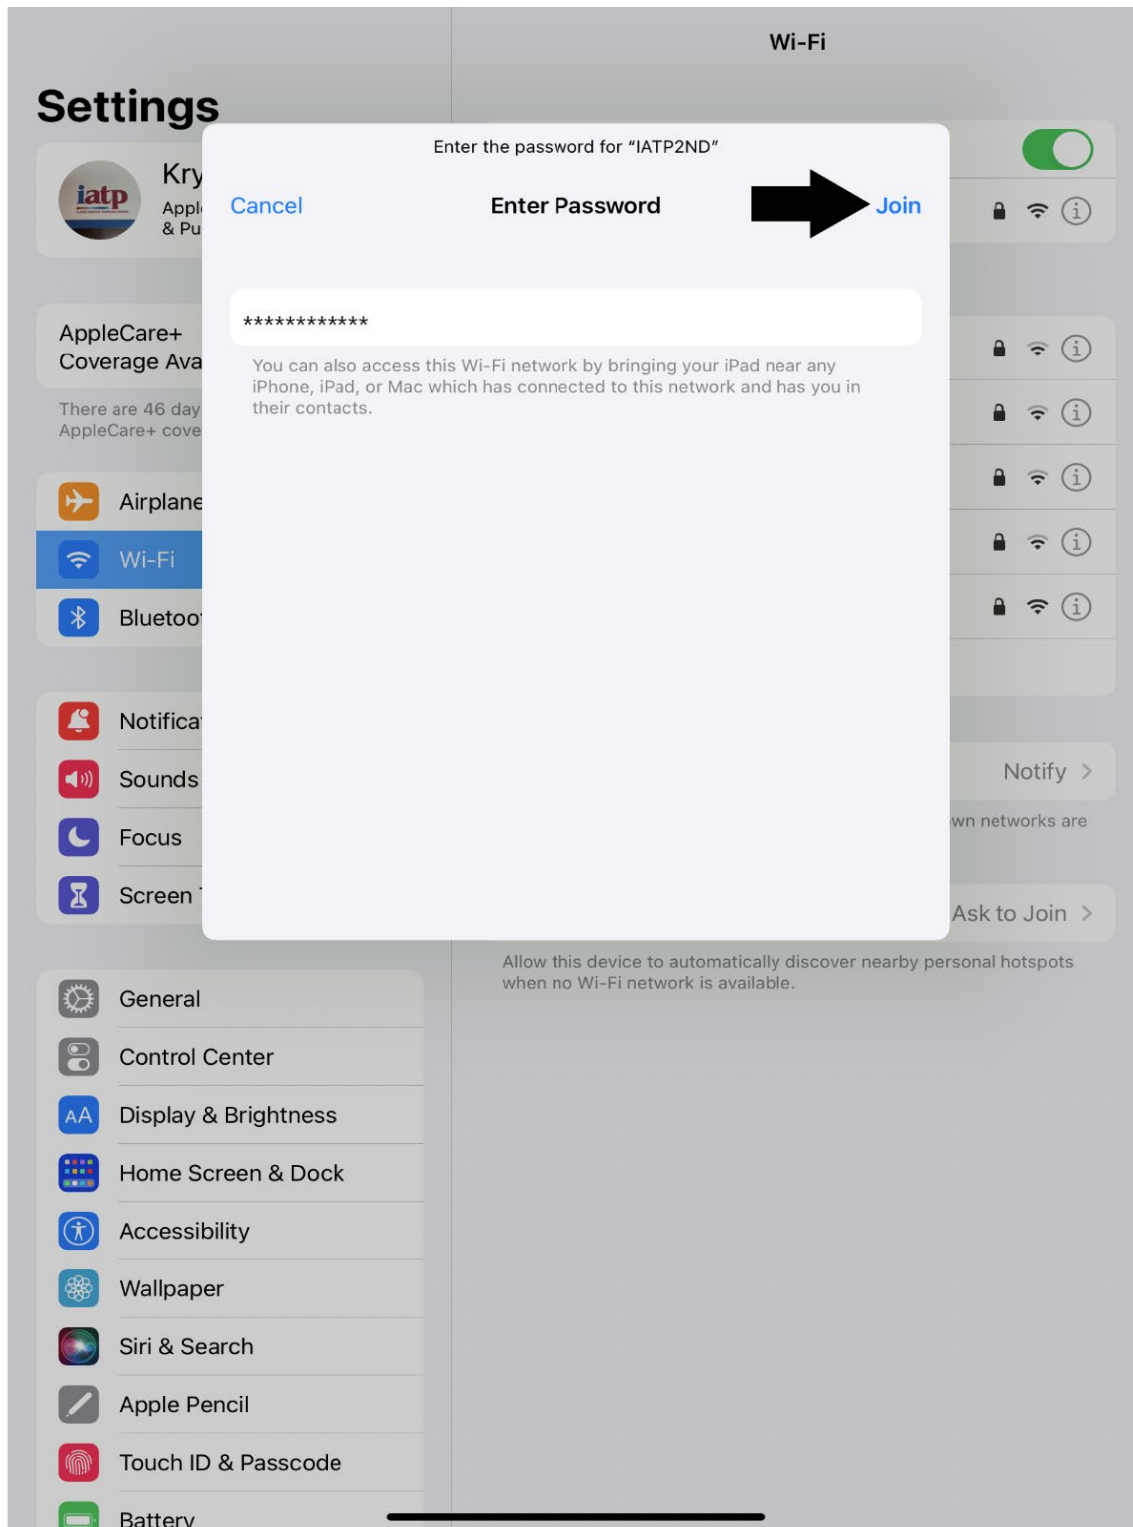 Wi-Fi
Settings
Enter the password for “IATP2ND”
Cancel
Enter Password
Join
************
You can also access this Wi-Fi network by bringing your iPad near any
iPhone, iPad, or Mac which has connected to this network and has you in
their contacts.
iatp
Kry
Appl
& Pu
AppleCare+
Coverage Ava
There are 46 day
AppleCare+ cove
Airplane
Wi-Fi
Bluetoo
Notifica
Sounds
Focus
Screen
General
Control Center
Display & Brightness
Home Screen & Dock
Accessibility
Wallpaper
Siri & Search
Apple Pencil
Touch ID & Passcode
Battery
Notify
wn networks are
Ask to Join
Allow this device to automatically discover nearby personal hotspots
when no Wi-Fi network is available.